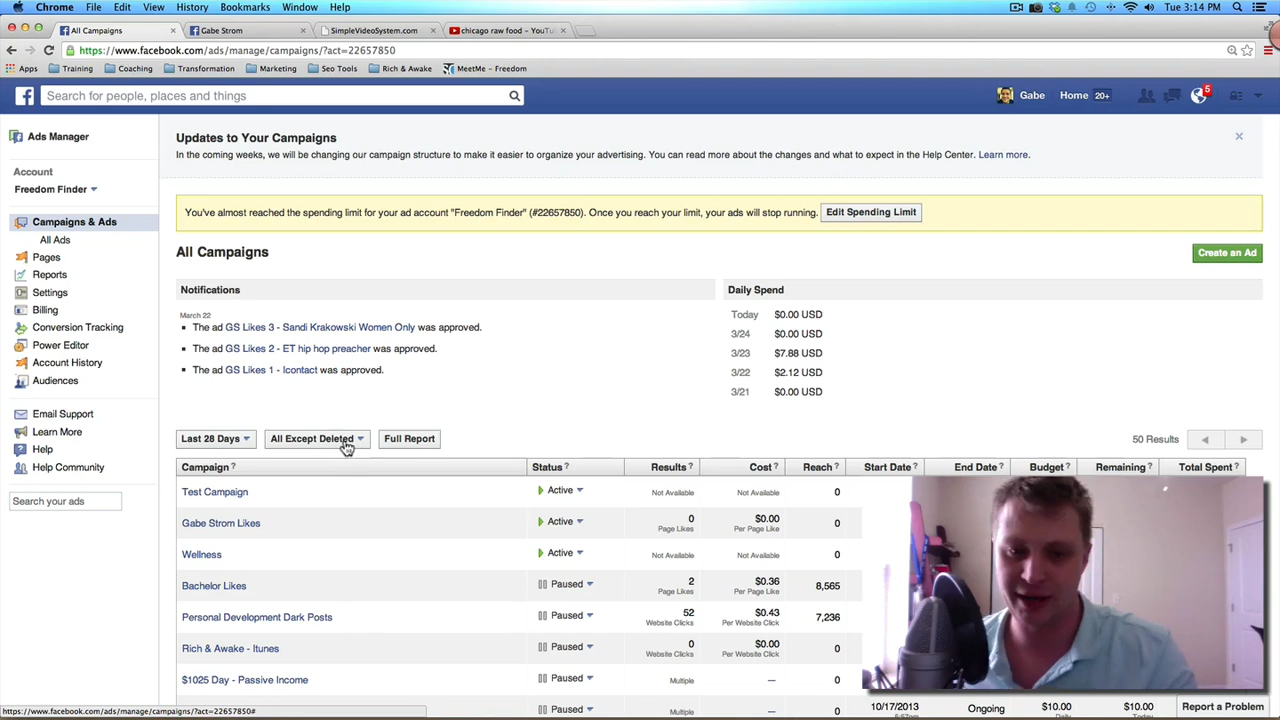 Chrome File Edit View History Bookmarks Window Help Tue 3:14 PM
All Campaigns Gabe Strom SimpleVideoSystem.com chicago raw food - YouTu
https://www.facebook.com/ads/manage/campaigns/?act=22657850
Apps Training Coaching Transformation Marketing Seo Tools Rich & Awake MeetMe - Freedom
Search for people, places and things
Gabe Home 20+ 5
Ads Manager
Account
Freedom Finder
Campaigns & Ads
All Ads
Pages
Reports
Settings
Billing
Conversion Tracking
Power Editor
Account History
Audiences
Email Support
Learn More
Help
Help Community
Search your ads
Updates to Your Campaigns
In the coming weeks, we will be changing our campaign structure to make it easier to organize your advertising. You can read more about the changes and what to expect in the Help Center. Learn more.
You've almost reached the spending limit for your ad account "Freedom Finder" (#22657850). Once you reach your limit, your ads will stop running. Edit Spending Limit
All Campaigns
Create an Ad
Notifications
March 22
The ad GS Likes 3 - Sandi Krakowski Women Only was approved.
The ad GS Likes 2 - ET hip hop preacher was approved.
The ad GS Likes 1 - Icontact was approved.
Daily Spend
Today $0.00 USD
3/24 $0.00 USD
3/23 $7.88 USD
3/22 $2.12 USD
3/21 $0.00 USD
Last 28 Days All Except Deleted Full Report 50 Results
Campaign ? Status ? Results ? Cost ? Reach ? Start Date ? End Date ? Budget ? Remaining ? Total Spent ?
Test Campaign Active Not Available Not Available 0
Gabe Strom Likes Active 0 Page Likes $0.00 Per Page Like 0
Wellness Active Not Available Not Available 0
Bachelor Likes Paused 2 Page Likes $0.36 Per Page Like 8,565
Personal Development Dark Posts Paused 52 Website Clicks $0.43 Per Website Click 7,236
Rich & Awake - Itunes Paused 0 Website Clicks $0.00 Per Website Click 0
$1025 Day - Passive Income Paused Multiple — 0
Paused Multiple — 0 10/17/2013 Ongoing $10.00 $10.00
Report a Problem
https://www.facebook.com/ads/manage/campaigns/?act=22657850#